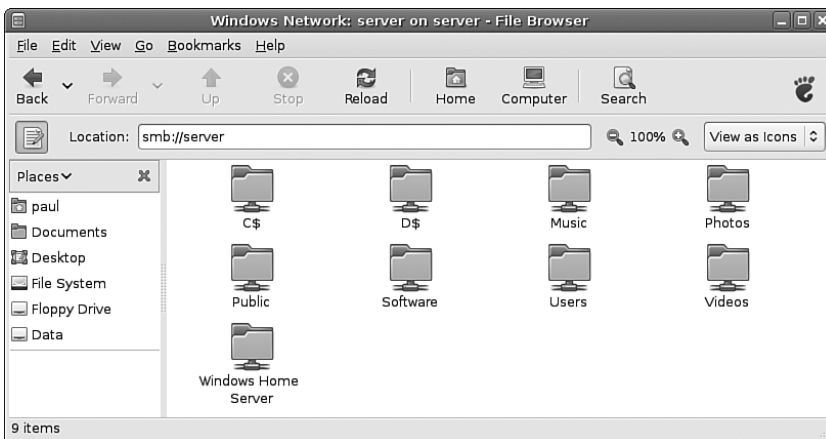 Windows Network: server on server - File Browser
File Edit View Go Bookmarks Help
Back Forward Up Stop Reload Home Computer Search
Location: smb://server 100% View as Icons
Places
paul
Documents
Desktop
File System
Floppy Drive
Data
C$ D$ Music Photos
Public Software Users Videos
Windows Home
Server
9 items